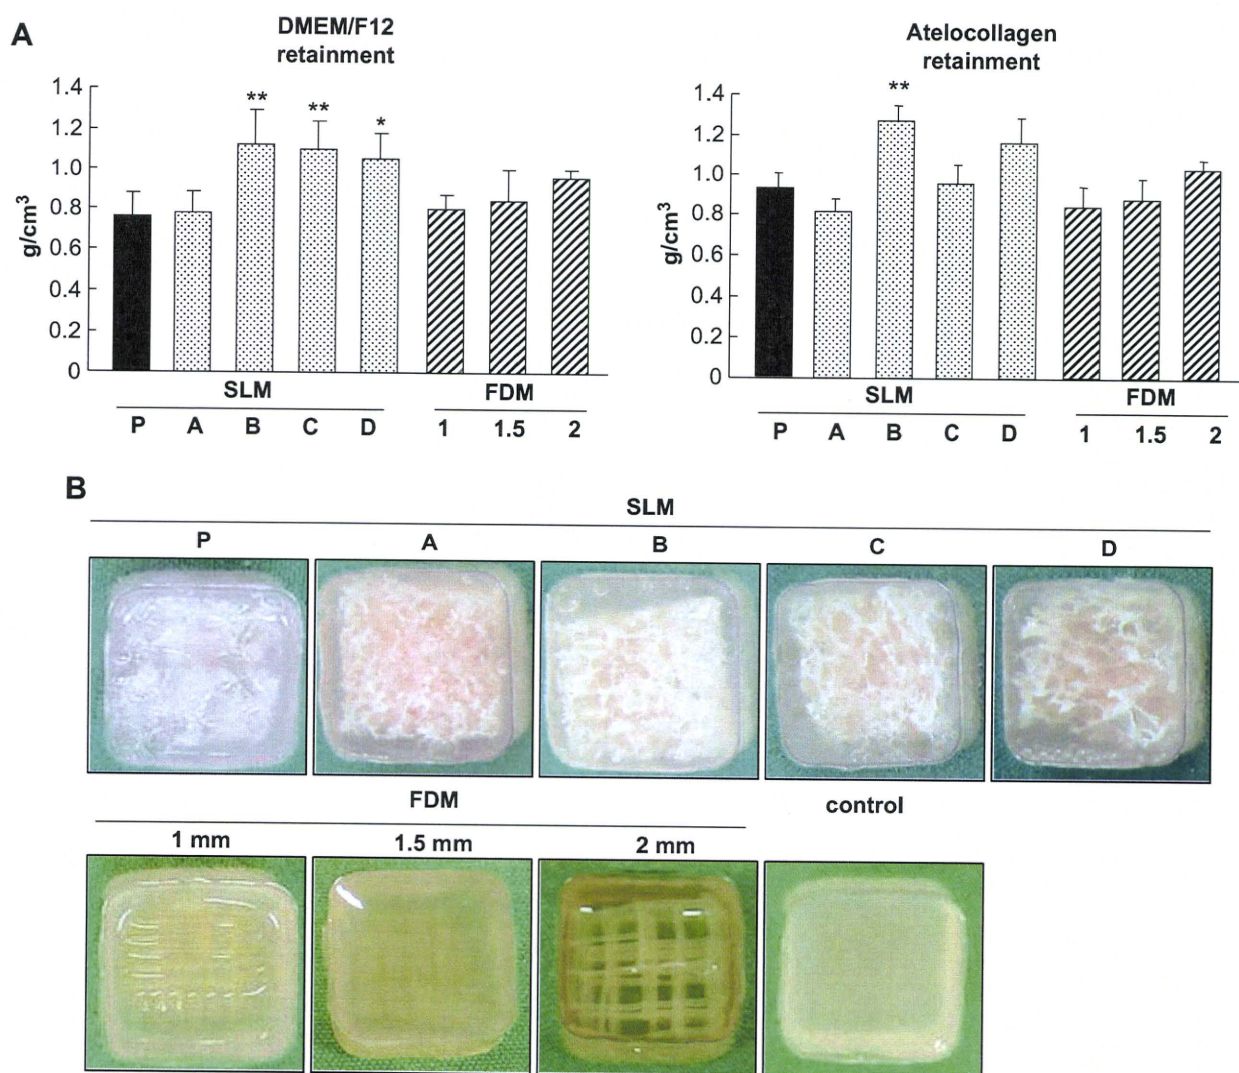 A
DMEM/F12
retainment
1.4
1.2
1.0
0.8
0.6
0.4
0.2
0
g/cm³
**
**
*
SLM
FDM
P A B C D 1 1.5 2
Atelocollagen
retainment
1.4
1.2
1.0
0.8
0.6
0.4
0.2
0
g/cm³
**
SLM
FDM
P A B C D 1 1.5 2
B
SLM
P A B C D
FDM
control
1 mm 1.5 mm 2 mm